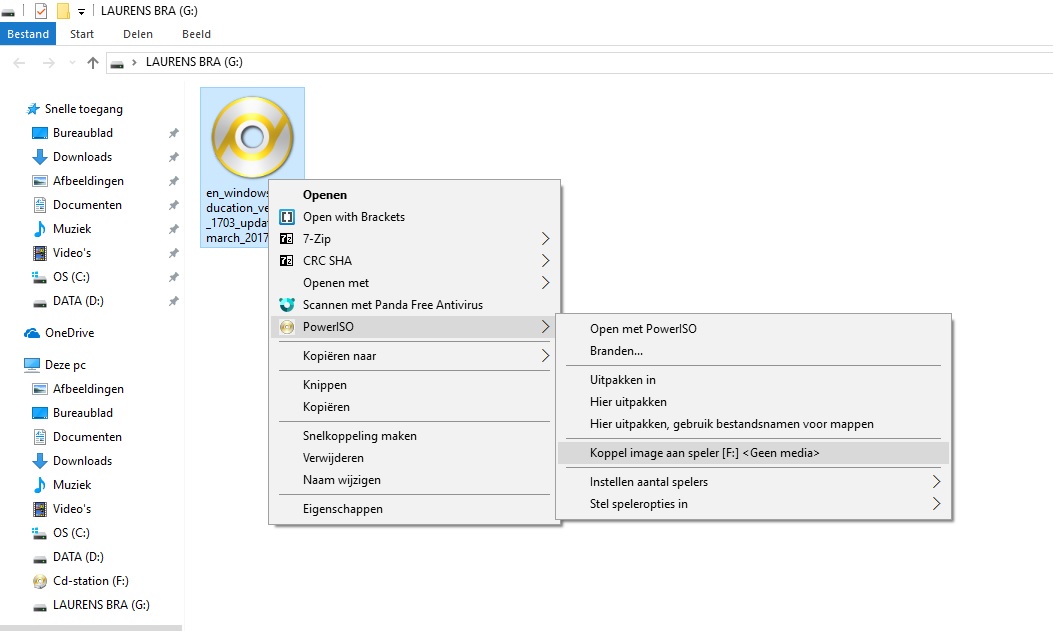 LAURENS BRA (G:)
Bestand Start Delen Beeld
LAURENS BRA (G:)
Snelle toegang
Bureaublad
Downloads
Afbeeldingen
Documenten
Muziek
Video's
OS (C:)
DATA (D:)
OneDrive
Deze pc
Afbeeldingen
Bureaublad
Documenten
Downloads
Muziek
Video's
OS (C:)
DATA (D:)
Cd-station (F:)
LAURENS BRA (G:)
en_windows
ducation_ve
_1703_upda
march_2017
Openen
Open with Brackets
7-Zip
CRC SHA
Openen met
Scannen met Panda Free Antivirus
PowerISO
Kopiëren naar
Knippen
Kopiëren
Snelkoppeling maken
Verwijderen
Naam wijzigen
Eigenschappen
Open met PowerISO
Branden...
Uitpakken in
Hier uitpakken
Hier uitpakken, gebruik bestandsnamen voor mappen
Koppel image aan speler [F:] <Geen media>
Instellen aantal spelers
Stel speleropties in